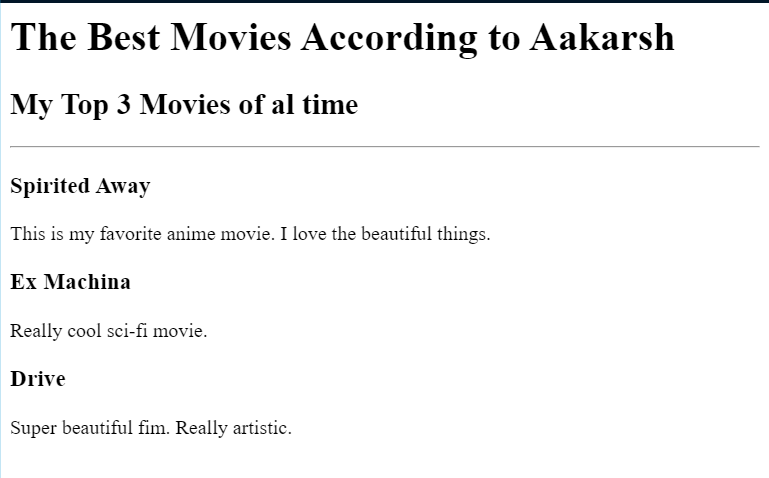 The Best Movies According to Aakarsh
My Top 3 Movies of al time
Spirited Away
This is my favorite anime movie. I love the beautiful things.
Ex Machina
Really cool sci-fi movie.
Drive
Super beautiful fim. Really artistic.